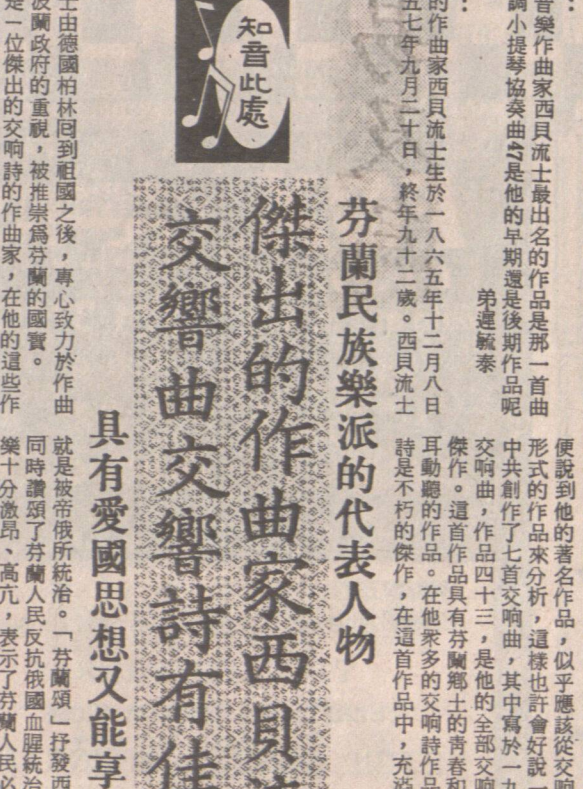 ：
音樂作曲家西貝流士最出名的作品是那一首曲
調小提琴協奏曲47是他的早期還是後期作品呢
弟遲毓泰
：
的作曲家西貝流士生於一八六五年十二月八日
五七年九月二十日，終年九十二歲。西貝流士
知音此處
芬蘭民族樂派的代表人物
傑出的作曲家西貝
交響曲交響詩有佳
具有愛國思想又能享
士由德國柏林回到祖國之後，專心致力於作曲
波蘭政府的重視，被推崇爲芬蘭的國寶。
是一位傑出的交响詩的作曲家，在他的這些作
便說到他的著名作品，似乎應該從交响
形式的作品來分析，這樣也許會好說一
中共創作了七首交响曲，其中寫於一九
交响曲，作品四十三，是他的全部交响
傑作。這首作品具有芬蘭鄉土的青春和
耳動聽的作品。在他衆多的交响詩作品
詩是不朽的傑作，在這首作品中，充
就是被帝俄所統治。「芬蘭頌」抒發西
同時讚頌了芬蘭人民反抗俄國血腥統治
樂十分激昂、高亢，表示了芬蘭人民必